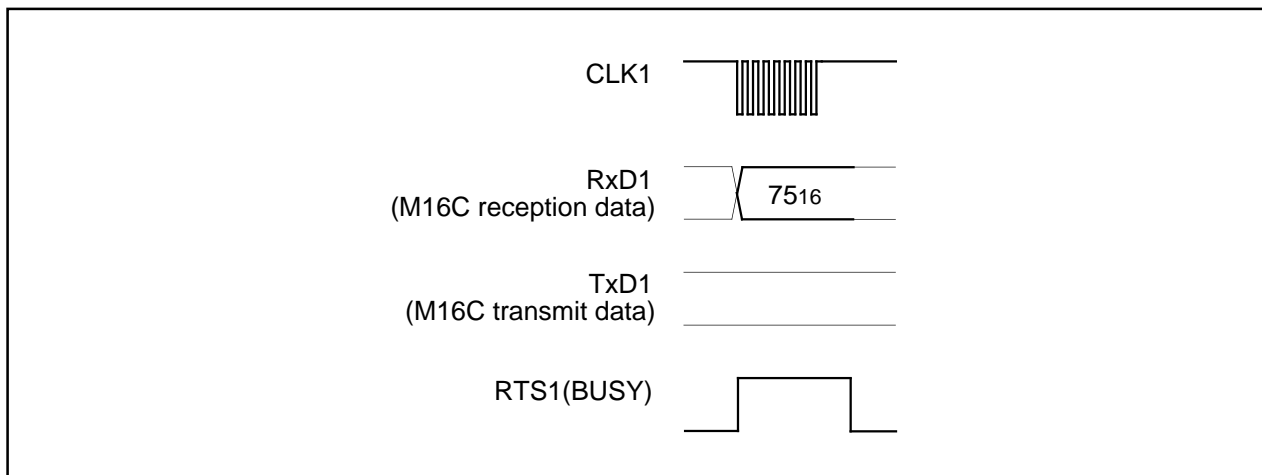 CLK1
RxD1
(M16C reception data)
7516
TxD1
(M16C transmit data)
RTS1(BUSY)